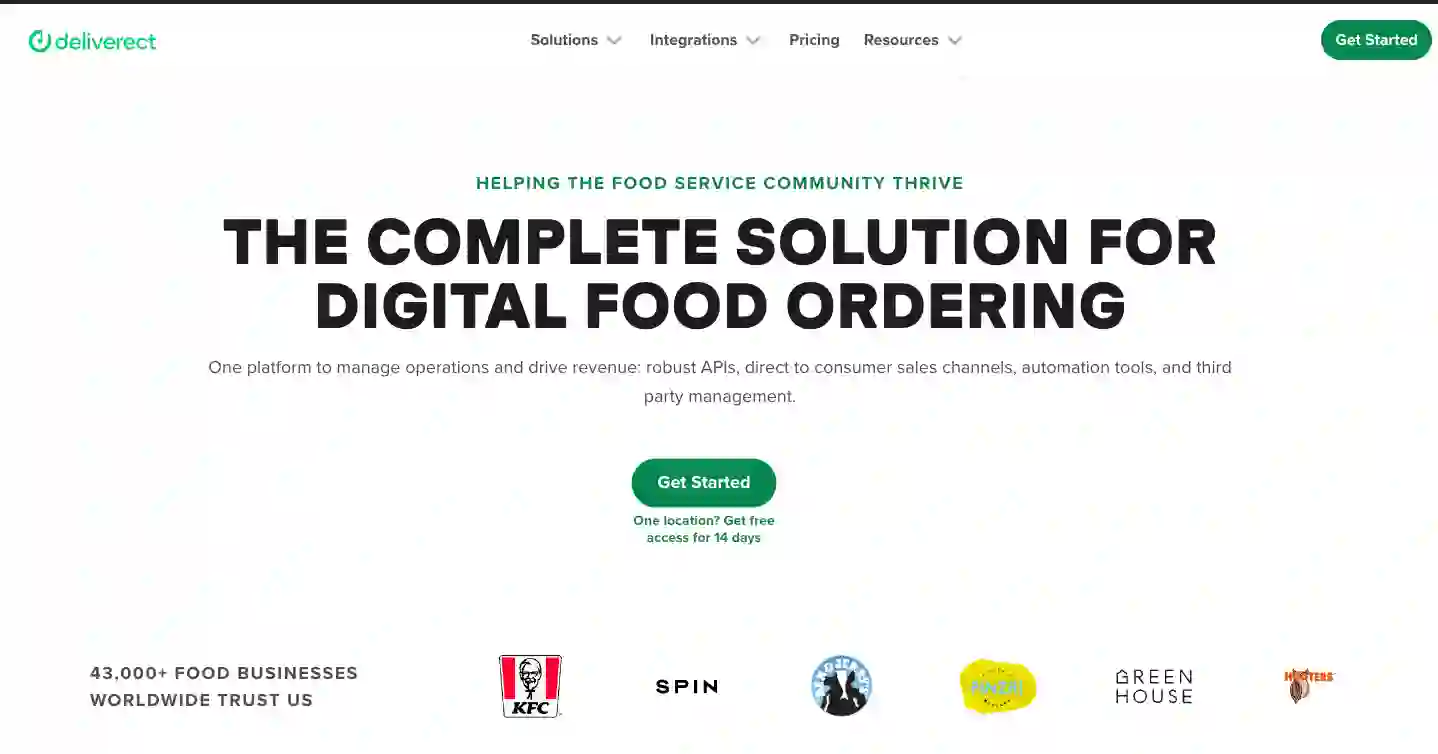 deliverect
Solutions
Integrations
Pricing
Resources
Get Started
HELPING THE FOOD SERVICE COMMUNITY THRIVE
THE COMPLETE SOLUTION FOR
DIGITAL FOOD ORDERING
One platform to manage operations and drive revenue: robust APIs, direct to consumer sales channels, automation tools, and third
party management.
Get Started
One location? Get free
access for 14 days
43,000+ FOOD BUSINESSES
WORLDWIDE TRUST US
KFC
SPIN
GREEN
HOUSE
HOOTERS